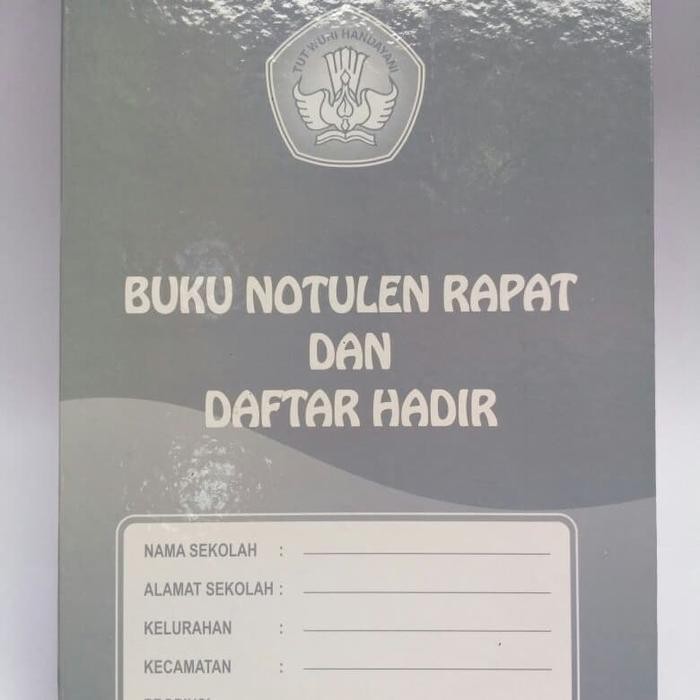 TUT WURI HANDAYANI
BUKU NOTULEN RAPAT
DAN
DAFTAR HADIR
NAMA SEKOLAH :
ALAMAT SEKOLAH :
KELURAHAN :
KECAMATAN :